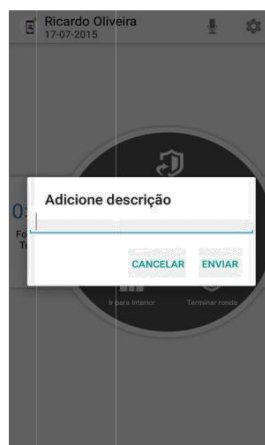 Ricardo Oliveira
17-07-2015
Adicione descrição
CANCELAR ENVIAR
Ir para Interior Terminar ronda